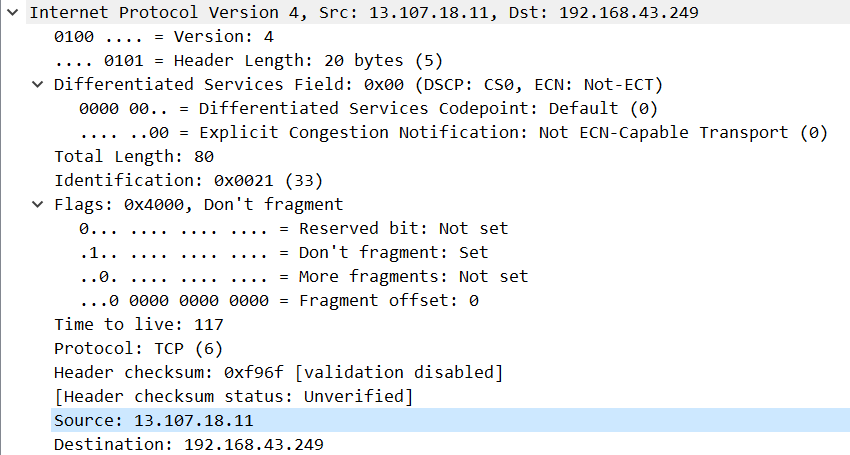 Internet Protocol Version 4, Src: 13.107.18.11, Dst: 192.168.43.249
0100 .... = Version: 4
.... 0101 = Header Length: 20 bytes (5)
Differentiated Services Field: 0x00 (DSCP: CS0, ECN: Not-ECT)
0000 00.. = Differentiated Services Codepoint: Default (0)
.... ..00 = Explicit Congestion Notification: Not ECN-Capable Transport (0)
Total Length: 80
Identification: 0x0021 (33)
Flags: 0x4000, Don't fragment
0... .... .... .... = Reserved bit: Not set
.1.. .... .... .... = Don't fragment: Set
..0. .... .... .... = More fragments: Not set
...0 0000 0000 0000 = Fragment offset: 0
Time to live: 117
Protocol: TCP (6)
Header checksum: 0xf96f [validation disabled]
[Header checksum status: Unverified]
Source: 13.107.18.11
Destination: 192.168.43.249